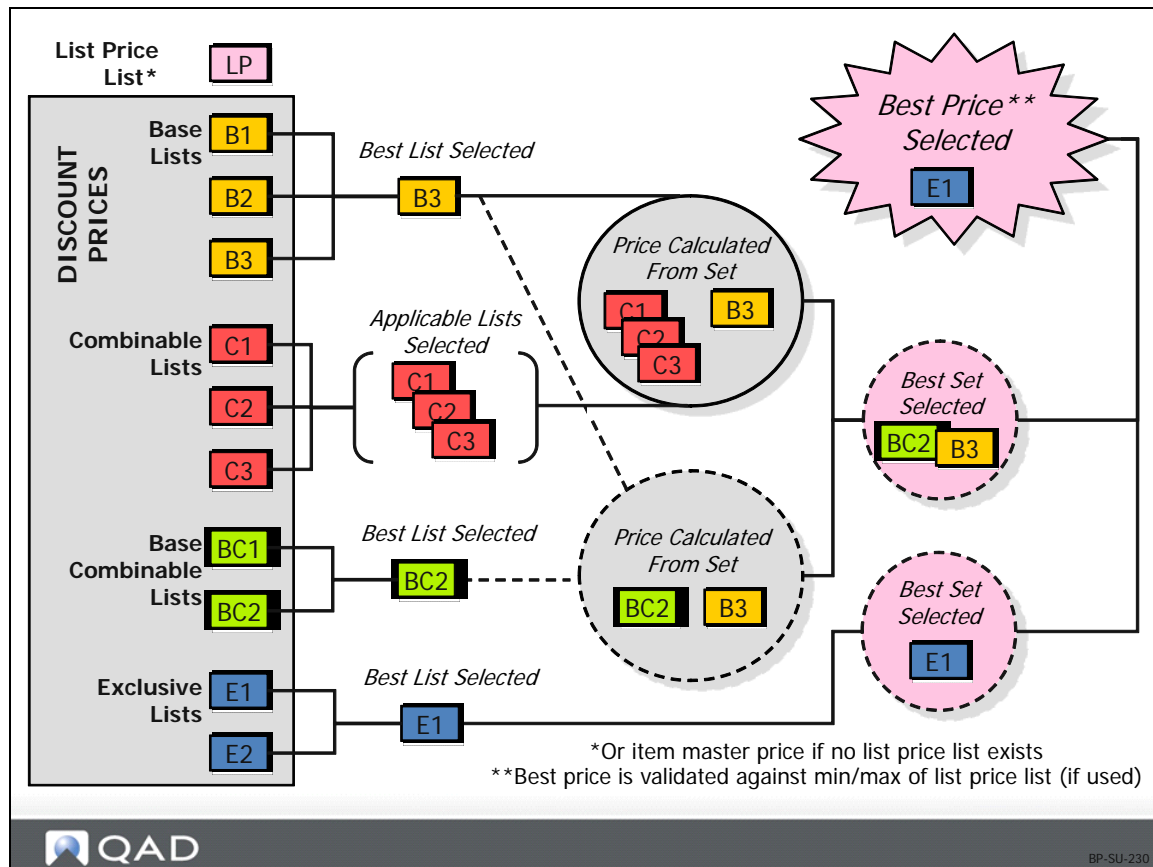 List Price
List*
LP
DISCOUNT
PRICES
Base
Lists
B1
B2
B3
Best List Selected
B3
Combinable
Lists
C1
C2
C3
Applicable Lists
Selected
C1
C2
C3
Base
Combinable
Lists
BC1
BC2
Best List Selected
BC2
Exclusive
Lists
E1
E2
Best List Selected
E1
Price Calculated
From Set
C1
C2
C3
B3
Price Calculated
From Set
BC2
B3
Best Price**
Selected
E1
Best Set
Selected
BC2
B3
Best Set
Selected
E1
*Or item master price if no list price list exists
**Best price is validated against min/max of list price list (if used)
QAD
BP-SU-230